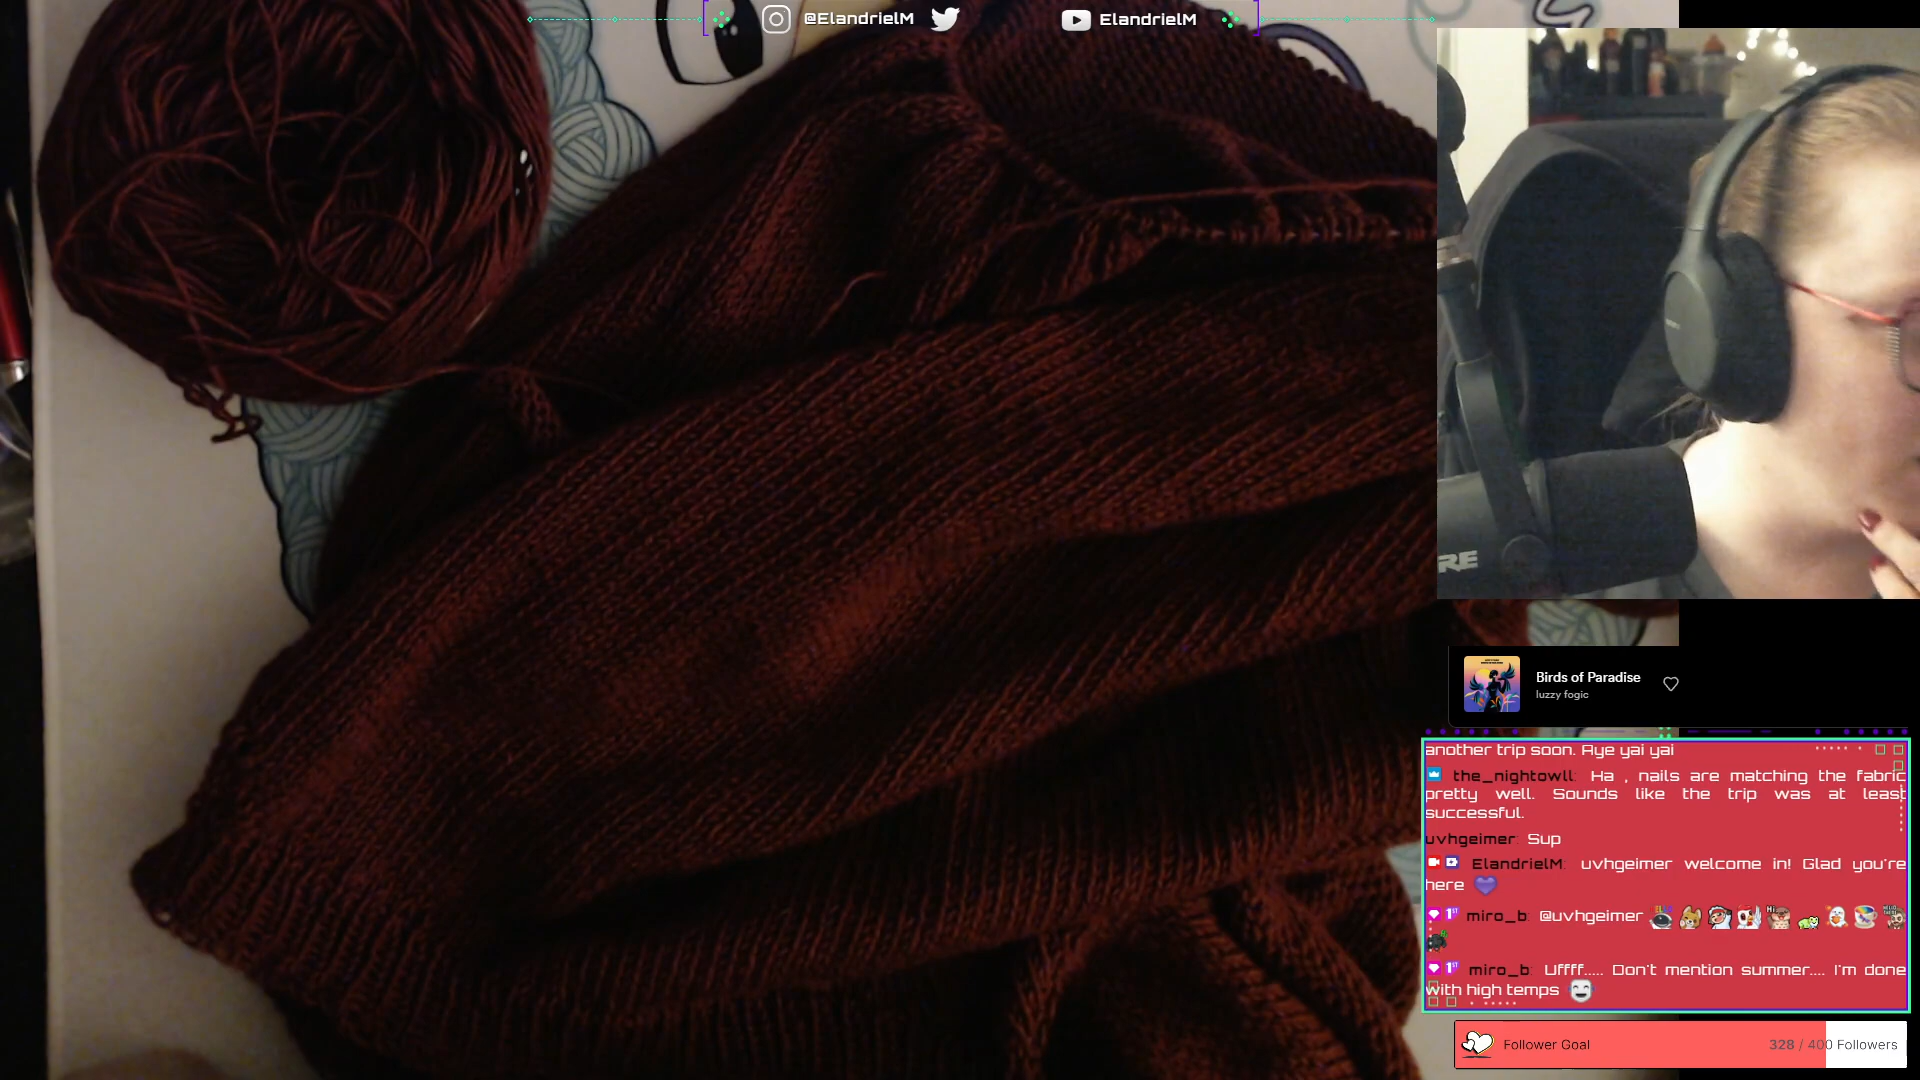 @ElandrielM
ElandrielM
RE
Birds of Paradise
luzzy fogic
another trip soon. Aye yai yai
the_nightowll: Ha , nails are matching the fabric
pretty well. Sounds like the trip was at least
successful.
uvhgeimer: Sup
ElandrielM: uvhgeimer welcome in! Glad you're
here
miro_b: @uvhgeimer
miro_b: Uffff..... Don't mention summer.... I'm done
with high temps
Follower Goal
328 / 400 Followers